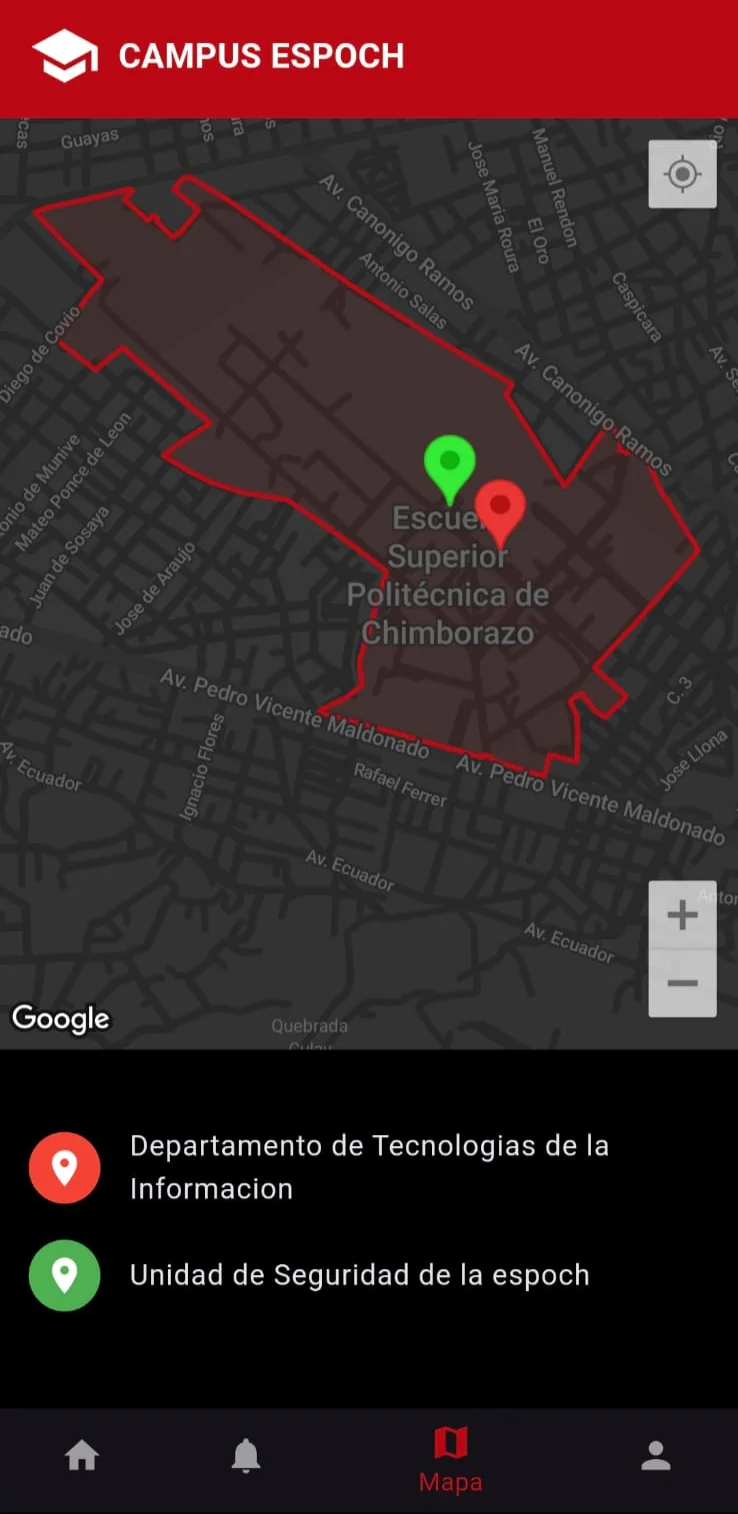 CAMPUS ESPOCH
Guayas
Av. Canonigo Ramos
Antonio Salas
Jose Maria Roura
Manuel Rendon
El Oro
Caspicara
Av. Canonigo Ramos
Diego de Covio
Mateo Ponce de Leon
Juan de Sosaya
Jose de Araujo
Escue
Superior
Politécnica de
Chimborazo
Av. Pedro Vicente Maldonado
Av. Pedro Vicente Maldonado
C. 3
Jose Llona
Ignacio Flores
Rafael Ferrer
Av. Ecuador
Av. Ecuador
Av. Ecuador
Google
Quebrada
Departamento de Tecnologias de la
Informacion
Unidad de Seguridad de la espoch
Mapa